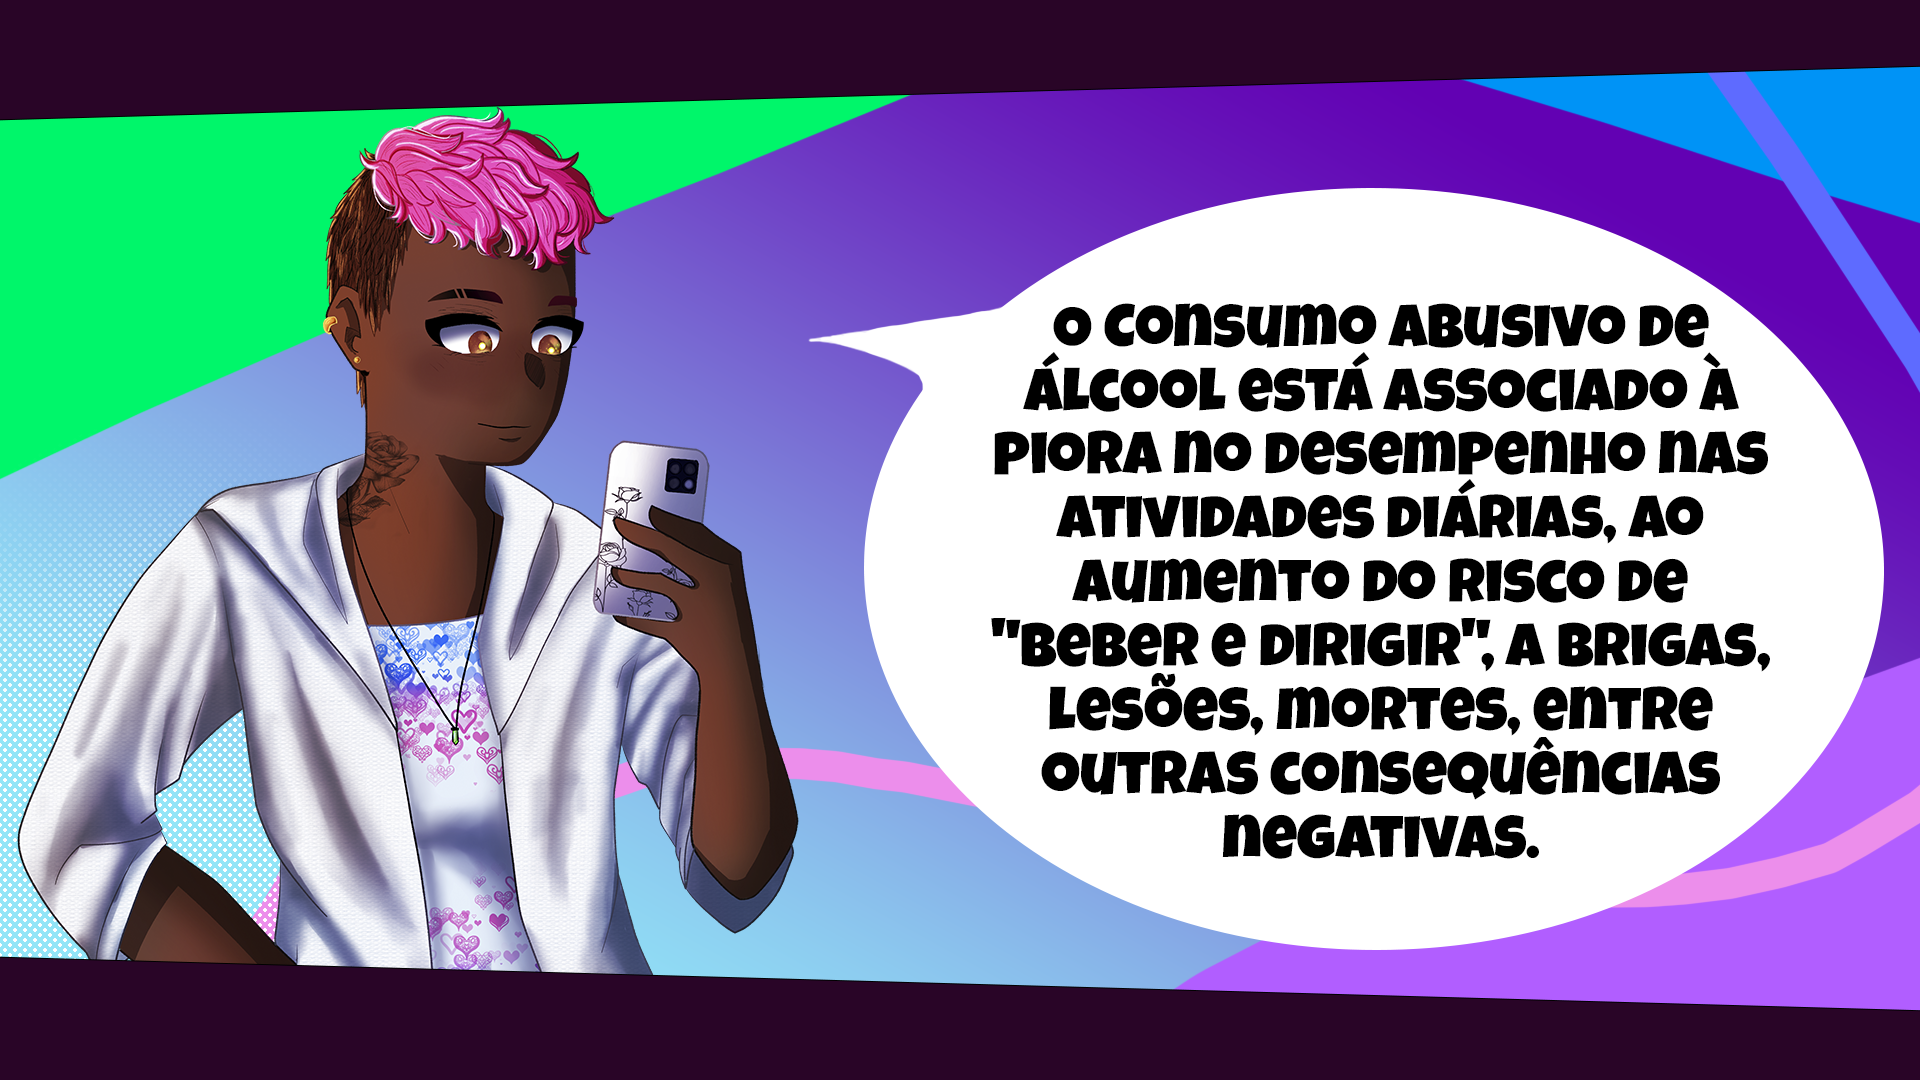 O consumo abusivo de
álcool está associado à
piora no desempenho nas
atividades diárias, ao
aumento do risco de
"beber e dirigir", a brigas,
lesões, mortes, entre
outras consequências
negativas.